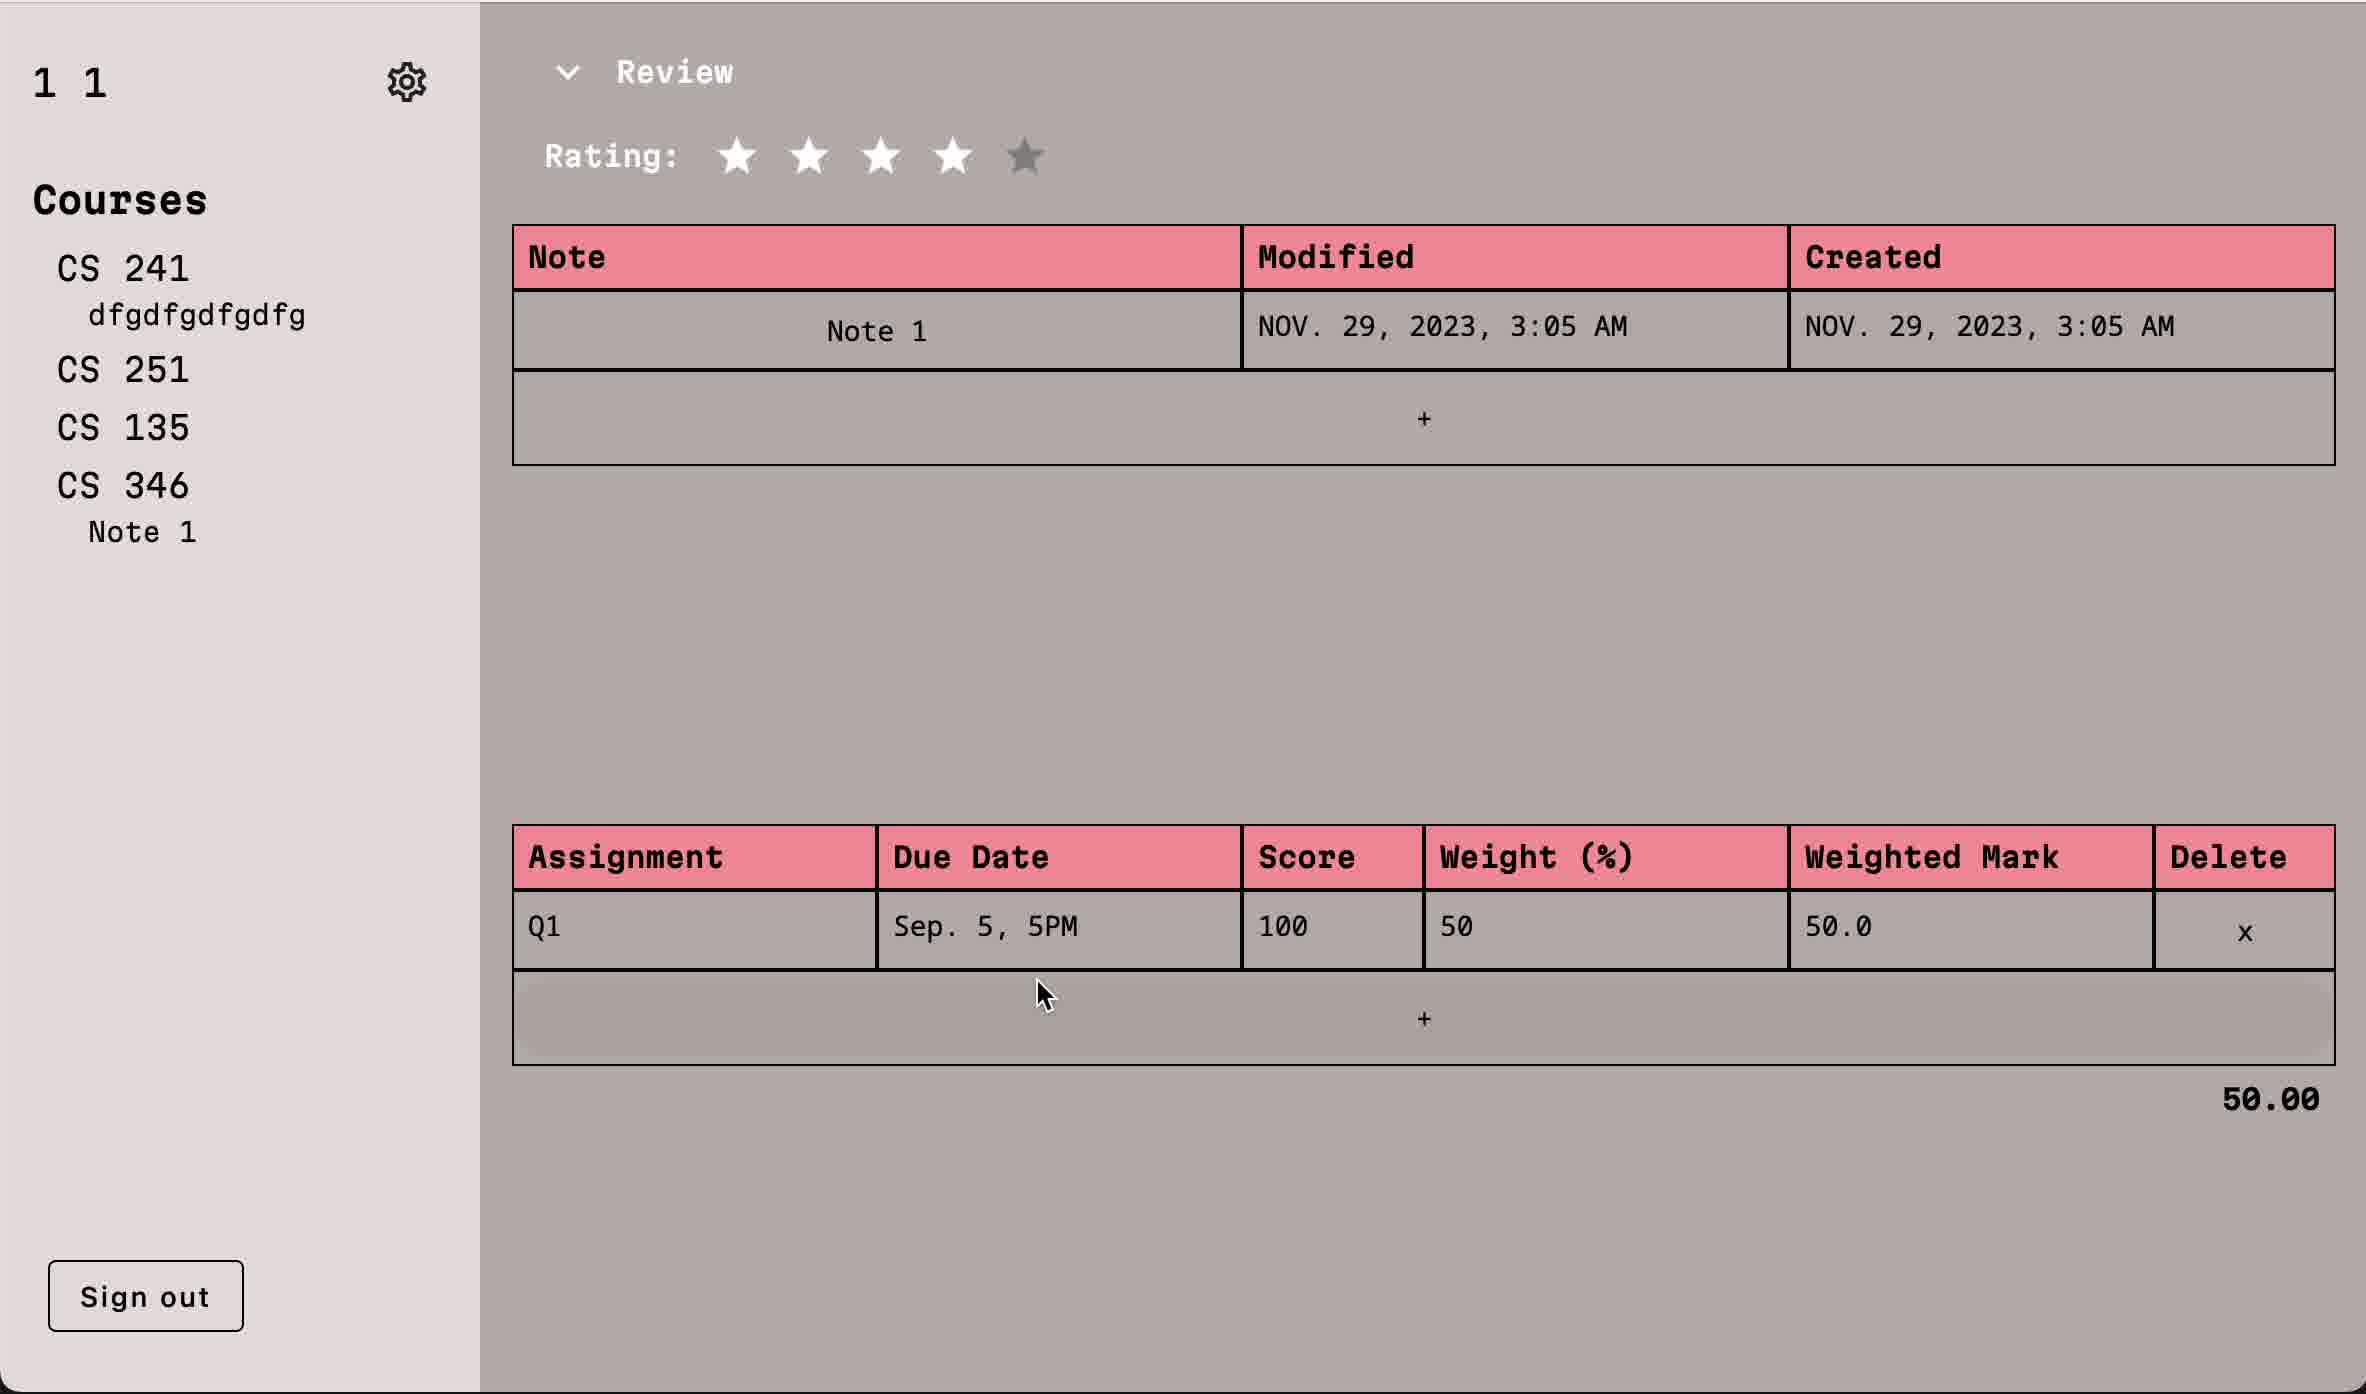 1 1
Courses
CS 241
dfgdfgdfgdfg
CS 251
CS 135
CS 346
Note 1
Sign out
Review
Rating:
Note Modified Created
Note 1 NOV. 29, 2023, 3:05 AM NOV. 29, 2023, 3:05 AM
+
Assignment Due Date Score Weight (%) Weighted Mark Delete
Q1 Sep. 5, 5PM 100 50 50.0 x
+
50.00